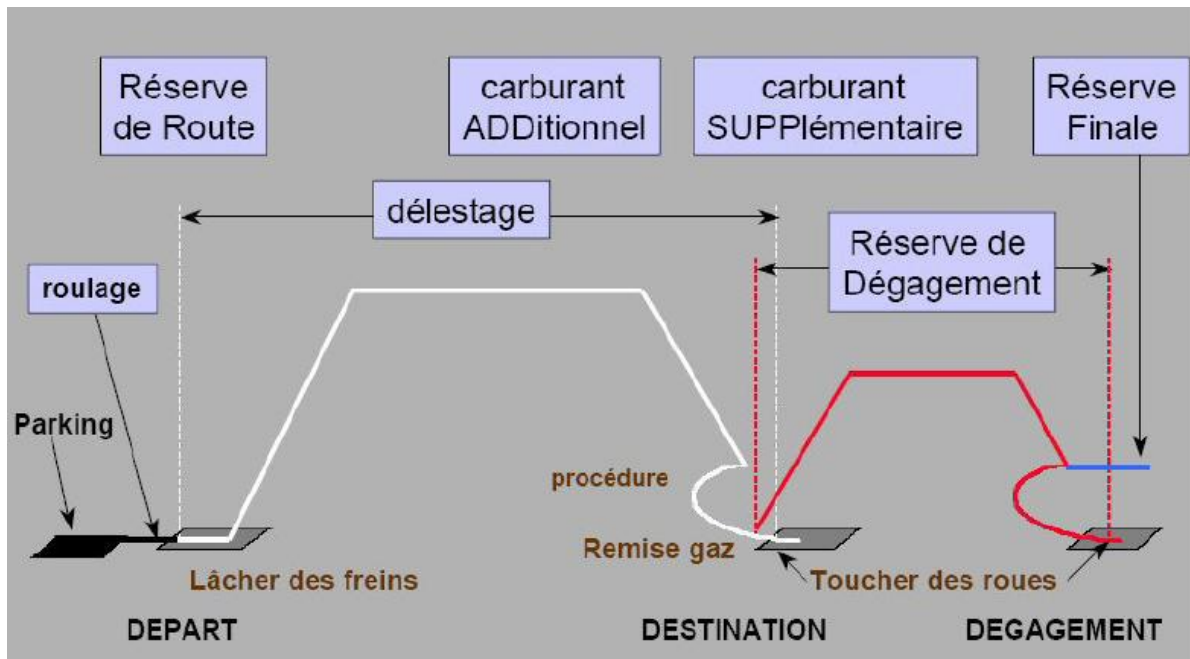 Réserve
de Route
carburant
ADDitionnel
carburant
SUPPlémentaire
Réserve
Finale
délestage
Réserve de
Dégagement
roulage
Parking
procédure
Remise gaz
Lâcher des freins
Toucher des roues
DEPART
DESTINATION
DEGAGEMENT